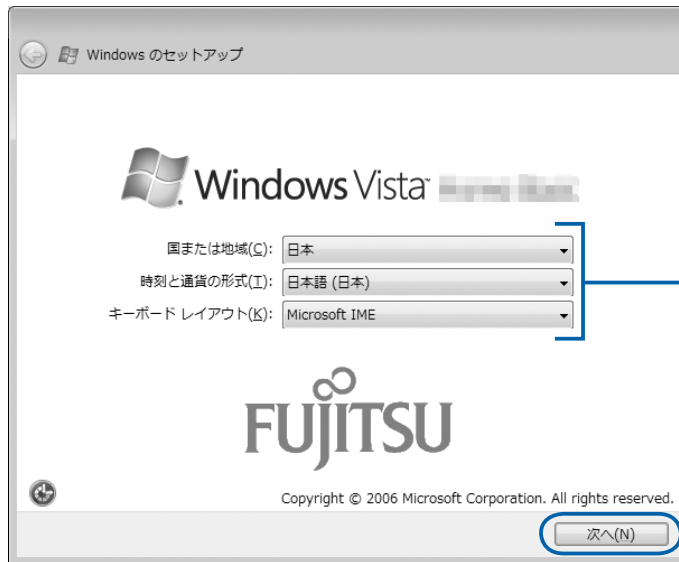 Windows のセットアップ
Windows Vista™
国または地域(C): 日本
時刻と通貨の形式(T): 日本語 (日本)
キーボード レイアウト(K): Microsoft IME
FUJITSU
Copyright © 2006 Microsoft Corporation. All rights reserved.
次へ(N)